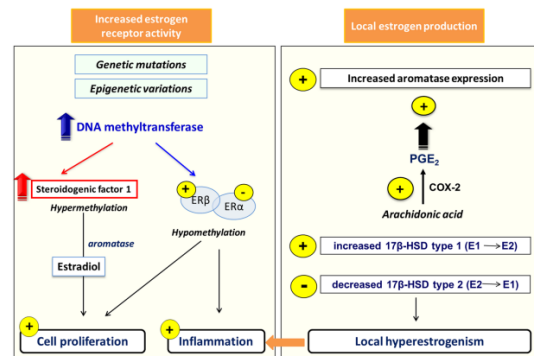 Increased estrogen
receptor activity
Genetic mutations
Epigenetic variations
DNA methyltransferase
Steroidogenic factor 1
Hypermethylation
+
ERβ
-
ERα
Hypomethylation
aromatase
Estradiol
+
Cell proliferation
+
Inflammation
Local estrogen production
+
Increased aromatase expression
+
PGE2
+
COX-2
Arachidonic acid
+
increased 17β-HSD type 1 (E1 → E2)
-
decreased 17β-HSD type 2 (E2 → E1)
Local hyperestrogenism